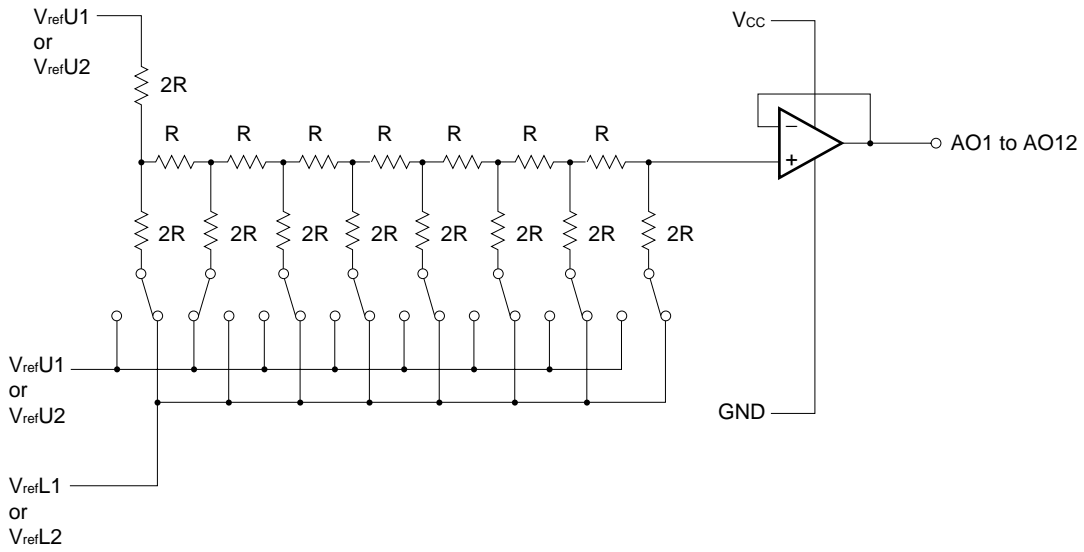 VrefU1
or
VrefU2
2R
R R R R R R R
2R 2R 2R 2R 2R 2R 2R 2R
VrefU1
or
VrefU2
VrefL1
or
VrefL2
VCC
−
+
AO1 to AO12
GND